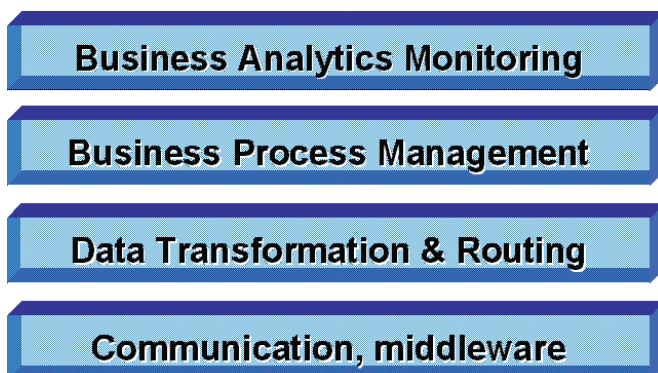 Business Analytics Monitoring
Business Process Management
Data Transformation & Routing
Communication, middleware